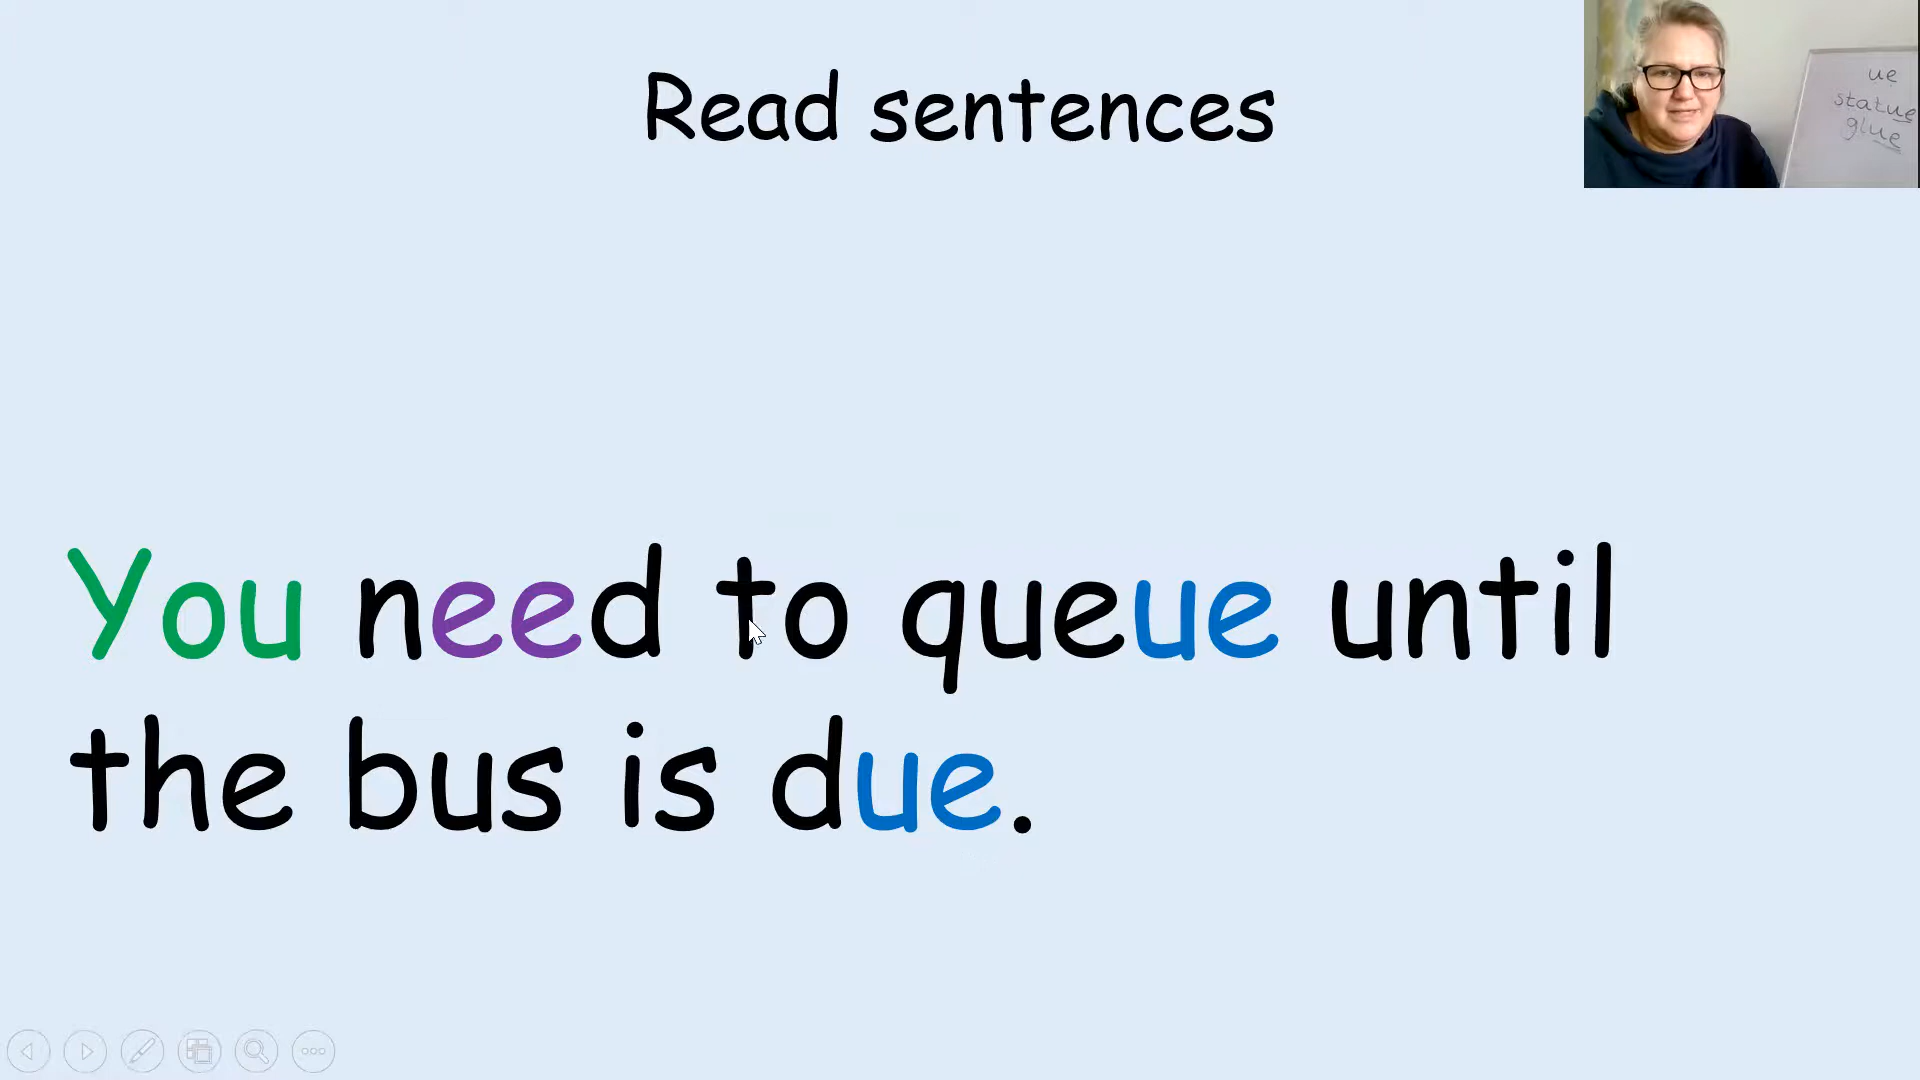 Read sentences
ue
statue
glue
You need to queue until
the bus is due.